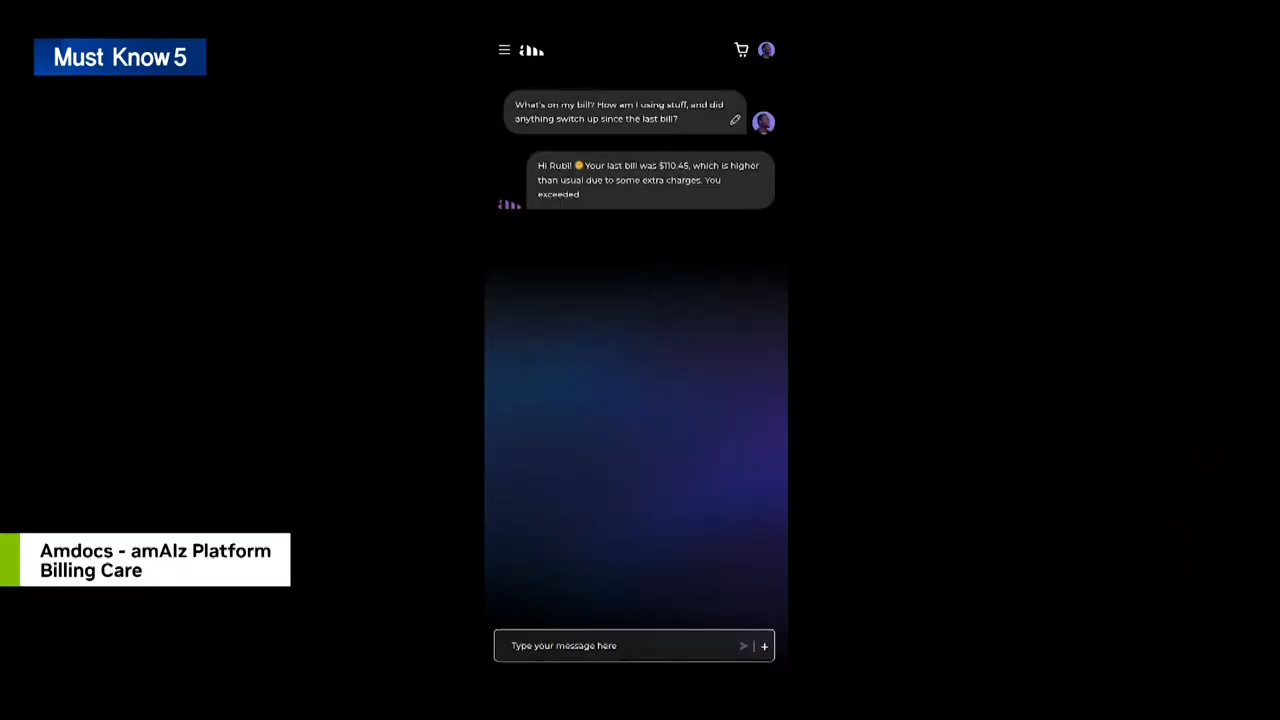 Must Know 5
am
What's on my bill? How am I using stuff, and did
anything switch up since the last bill?
Hi Rubi! Your last bill was $110.45, which is higher
than usual due to some extra charges. You
exceeded
am
Amdocs - amAIz Platform
Billing Care
Type your message here